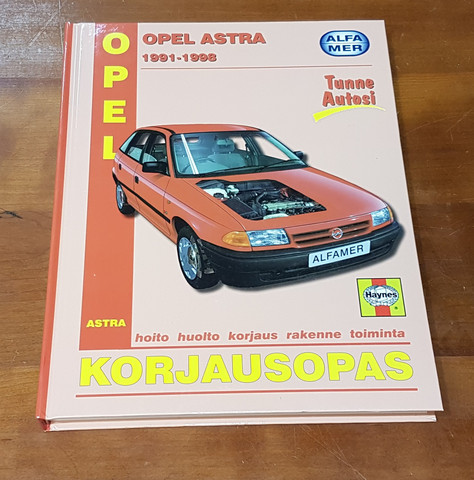 OPEL
OPEL ASTRA
1991-1998
ALFA
MER
Tunne
Autosi
ALFAMER
Haynes
ASTRA
hoito huolto korjaus rakenne toiminta
KORJAUSOPAS